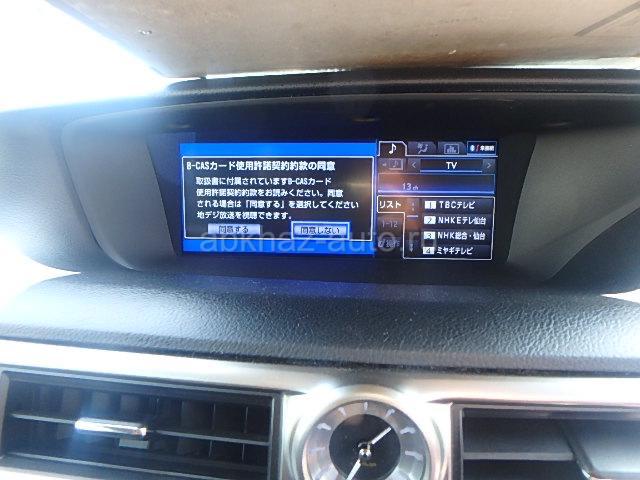 B-CASカード使用許諾契約約款の同意
取扱書に付属されていますB-CASカード
使用許諾契約約款をお読みください。同意
される場合は「同意する」を選択してください
地デジ放送を視聴できます。
同意する
同意しない
TV
13ch
リスト
1-12
1 TBCテレビ
2 NHKEテレ仙台
3 NHK総合・仙台
4 ミヤギテレビ
abkhaz-auto.ru